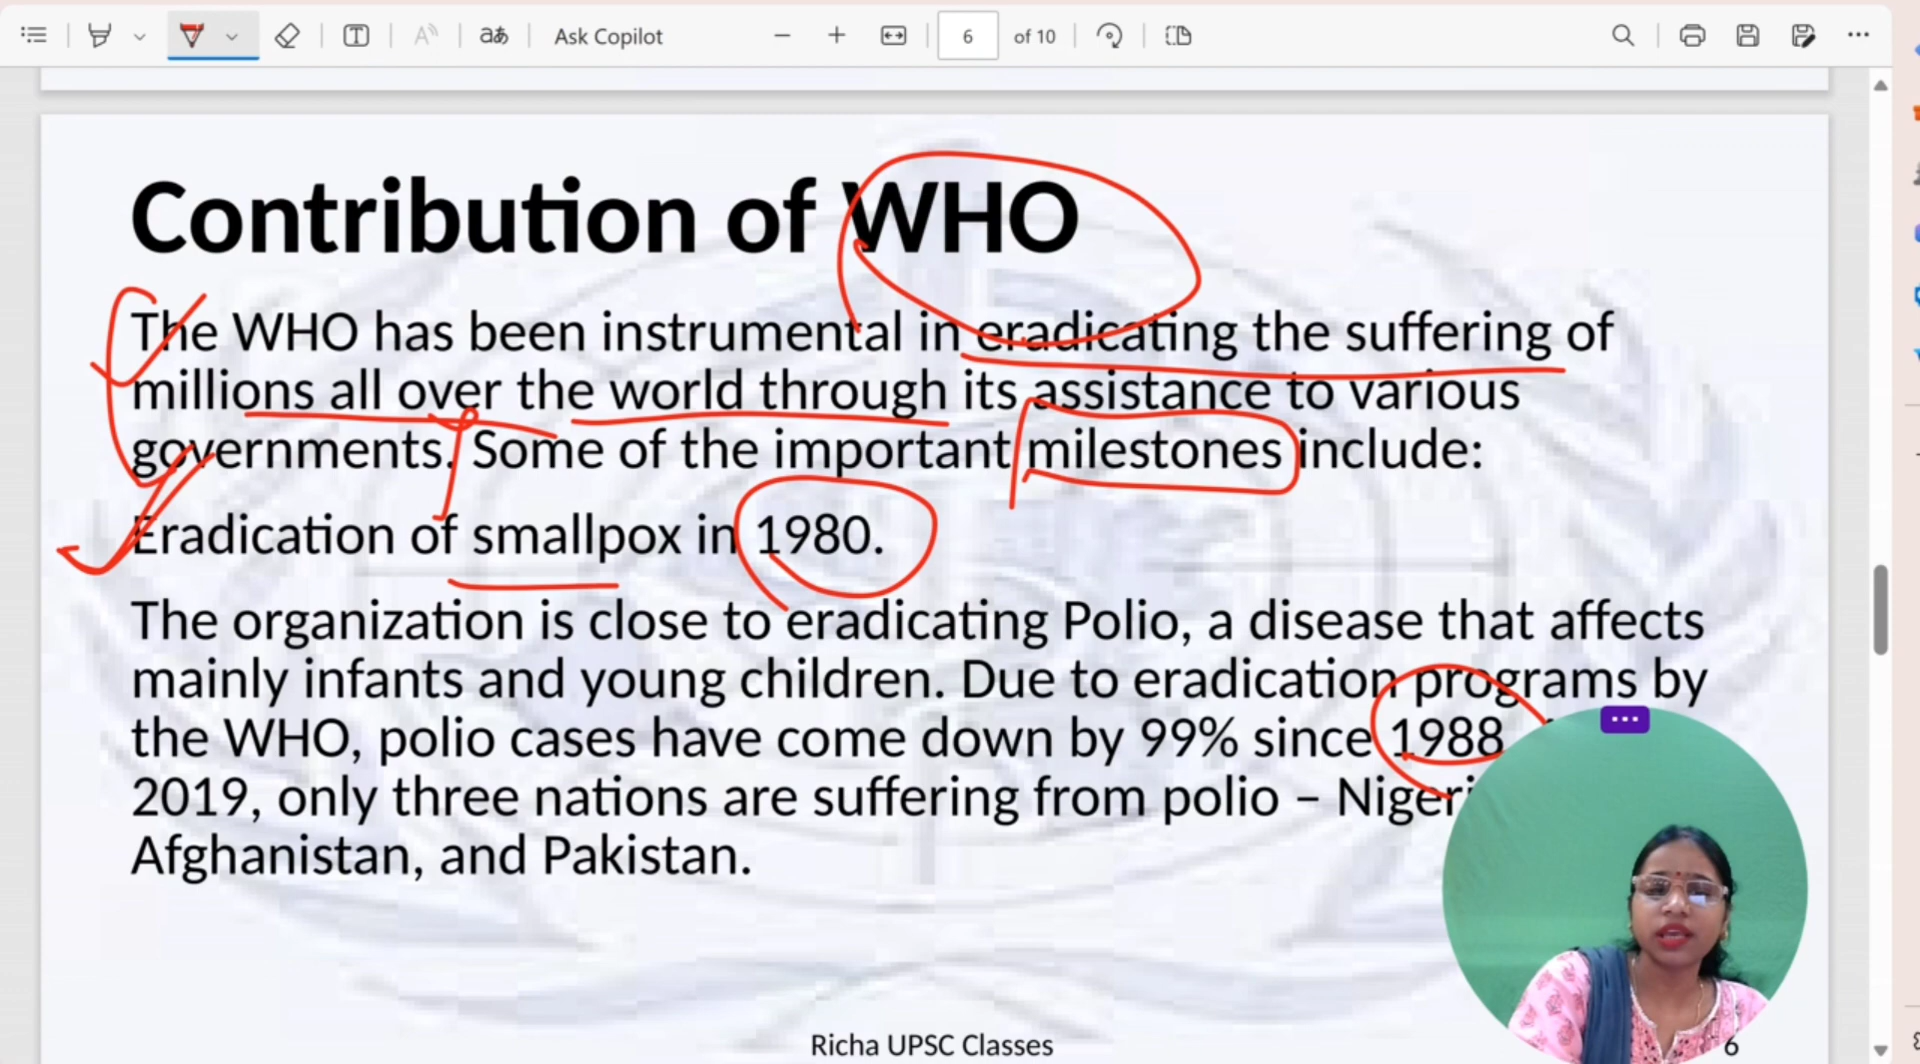 Ask Copilot
6 of 10
Contribution of WHO
The WHO has been instrumental in eradicating the suffering of
millions all over the world through its assistance to various
governments. Some of the important milestones include:
Eradication of smallpox in 1980.
The organization is close to eradicating Polio, a disease that affects
mainly infants and young children. Due to eradication programs by
the WHO, polio cases have come down by 99% since 1988
2019, only three nations are suffering from polio – Nigeri
Afghanistan, and Pakistan.
Richa UPSC Classes
6